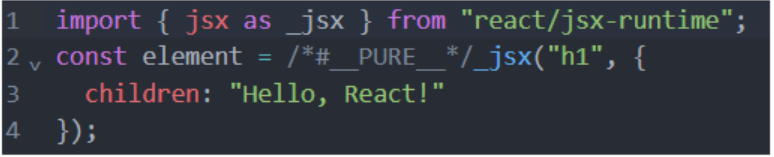 1 import { jsx as _jsx } from "react/jsx-runtime";
2 const element = /*#__PURE__*/_jsx("h1", {
3 children: "Hello, React!"
4 });